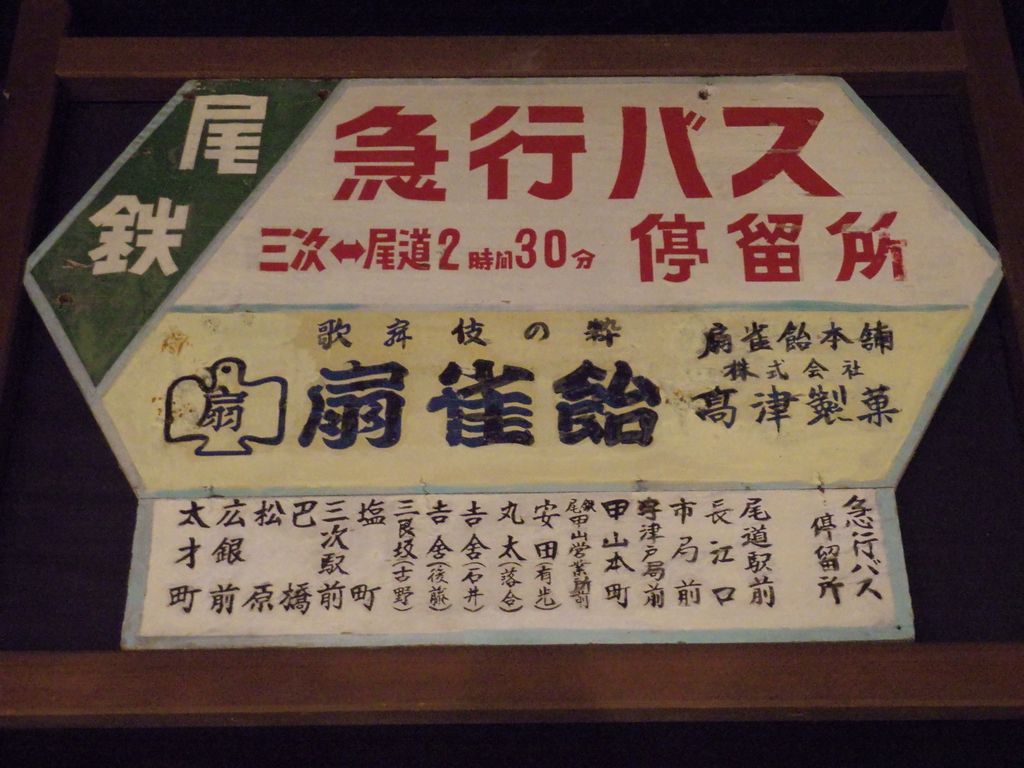 尾鉄
急行バス
三次↔尾道2時間30分
停留所
歌舞伎の粋
扇
扇雀飴
扇雀飴本舗
株式会社
髙津製菓
急行バス
停留所
尾道駅前
長江口
市局前
宇津戸局前
甲山本町
尾鉄甲山営業所前
安田(有光)
丸太(落合)
吉舎(石井)
吉舎(後藤)
三良坂(古野)
塩町
三次駅前
巴橋
松原
広銀前
太才町